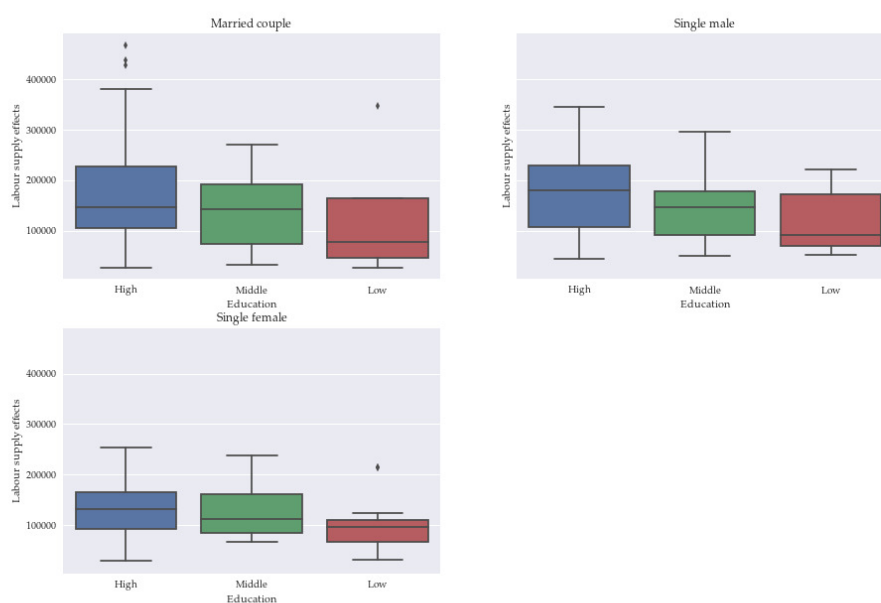 Married couple
Labour supply effects
400000
300000
200000
100000
High
Middle
Low
Education
Single male
Labour supply effects
High
Middle
Low
Education
Single female
Labour supply effects
400000
300000
200000
100000
High
Middle
Low
Education